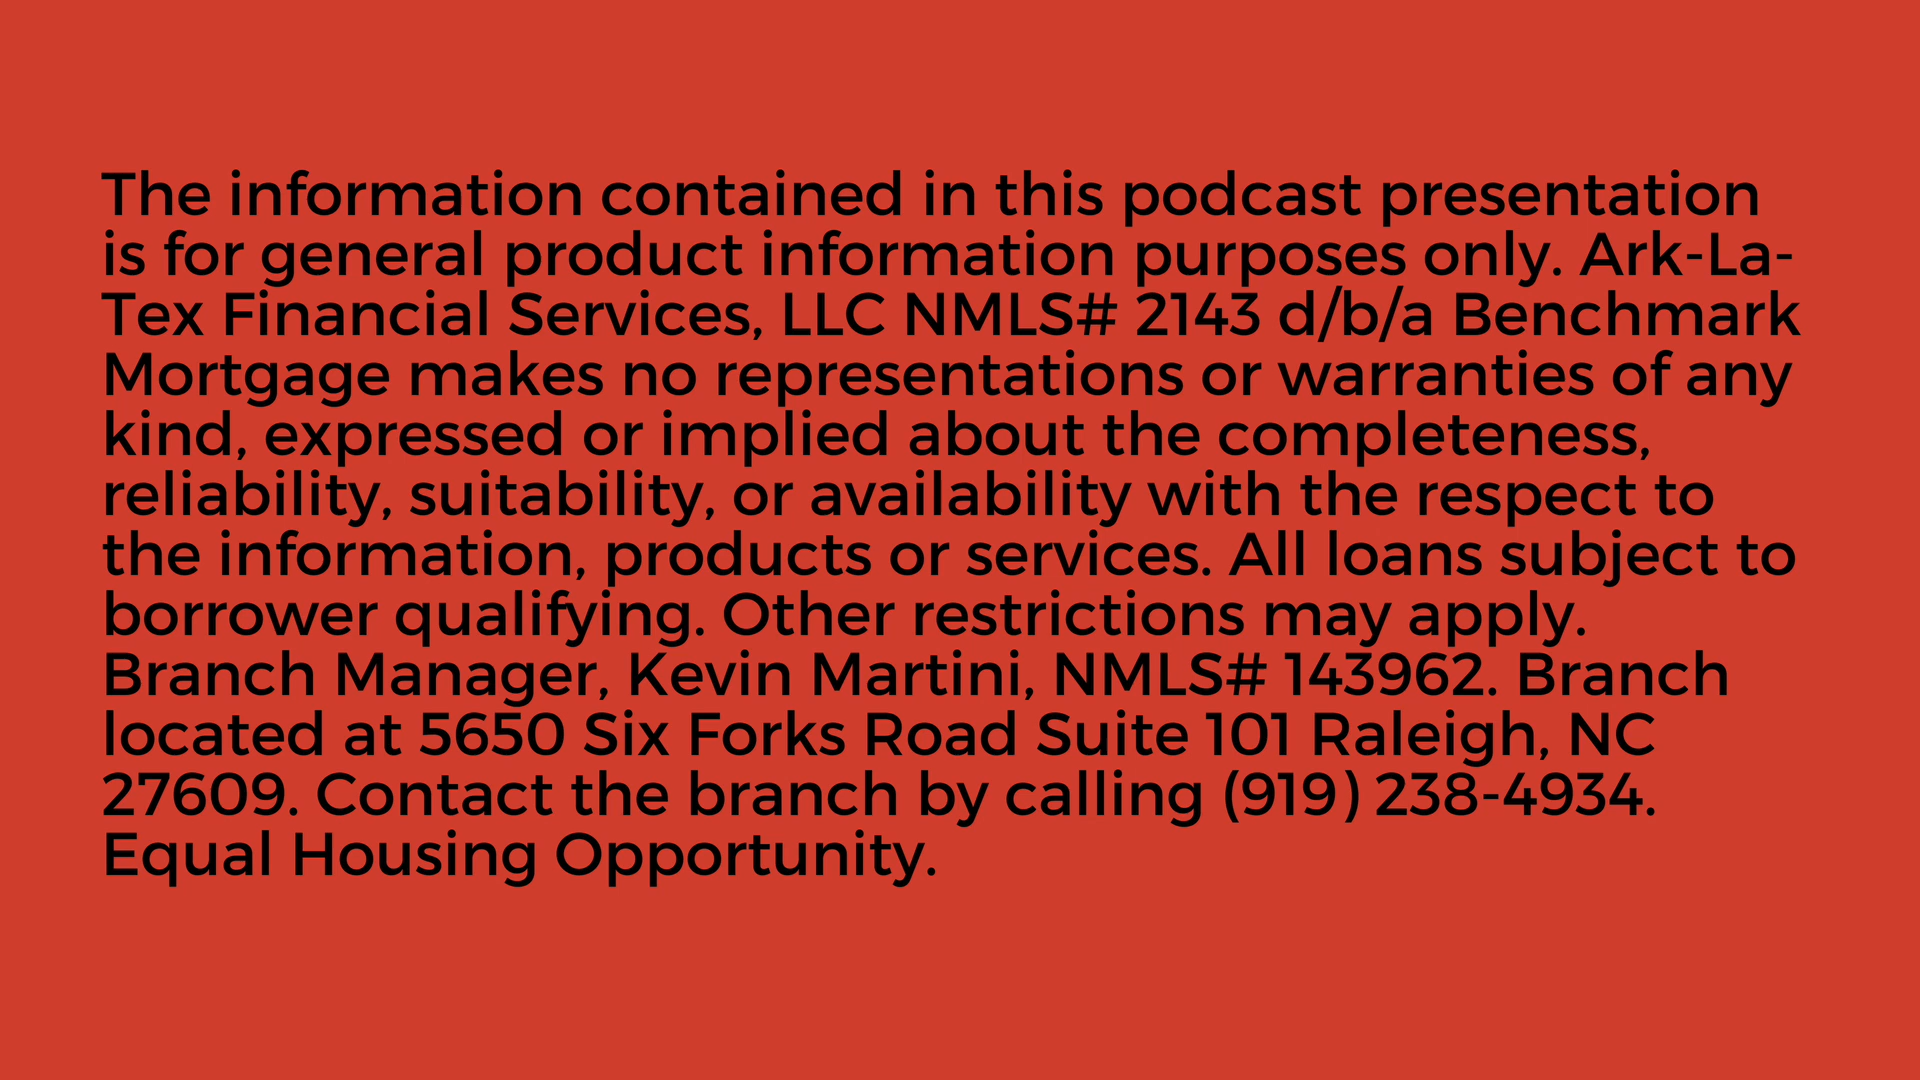 The information contained in this podcast presentation
is for general product information purposes only. Ark-La-
Tex Financial Services, LLC NMLS# 2143 d/b/a Benchmark
Mortgage makes no representations or warranties of any
kind, expressed or implied about the completeness,
reliability, suitability, or availability with the respect to
the information, products or services. All loans subject to
borrower qualifying. Other restrictions may apply.
Branch Manager, Kevin Martini, NMLS# 143962. Branch
located at 5650 Six Forks Road Suite 101 Raleigh, NC
27609. Contact the branch by calling (919) 238-4934.
Equal Housing Opportunity.